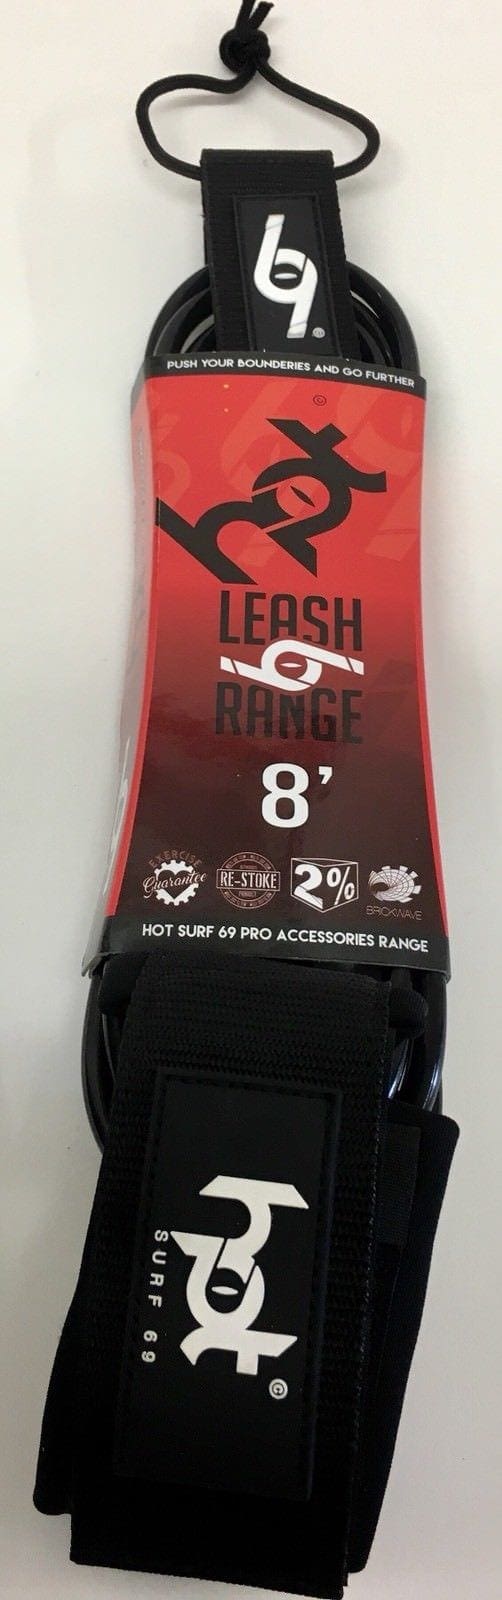 69
PUSH YOUR BOUNDERIES AND GO FURTHER
©
hot
LEASH
69
RANGE
8'
EXERCISE
Guarantee
RE-STOKE
2%
BRICKWAVE
HOT SURF 69 PRO ACCESSORIES RANGE
hot
SURF 69
©